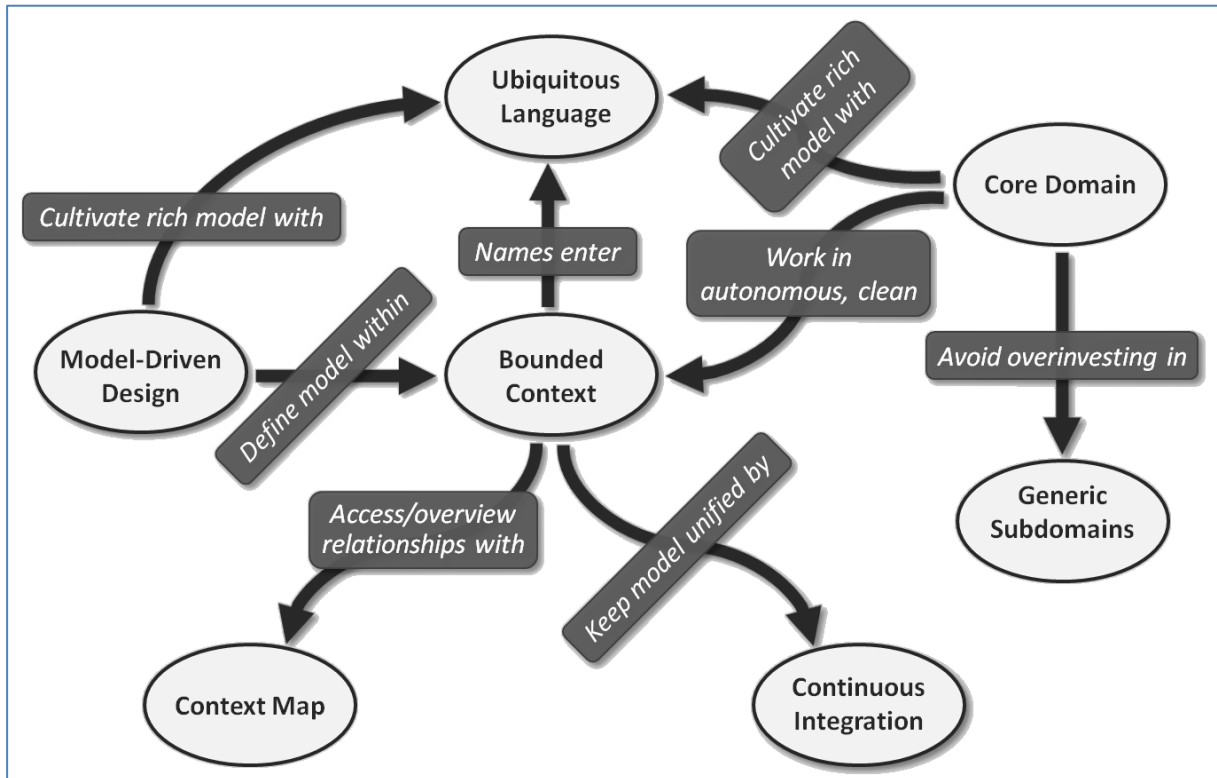 Ubiquitous
Language
Cultivate rich
model with
Core Domain
Cultivate rich model with
Names enter
Work in
autonomous, clean
Model-Driven
Design
Define model within
Bounded
Context
Avoid overinvesting in
Access/overview
relationships with
Keep model unified by
Generic
Subdomains
Context Map
Continuous
Integration